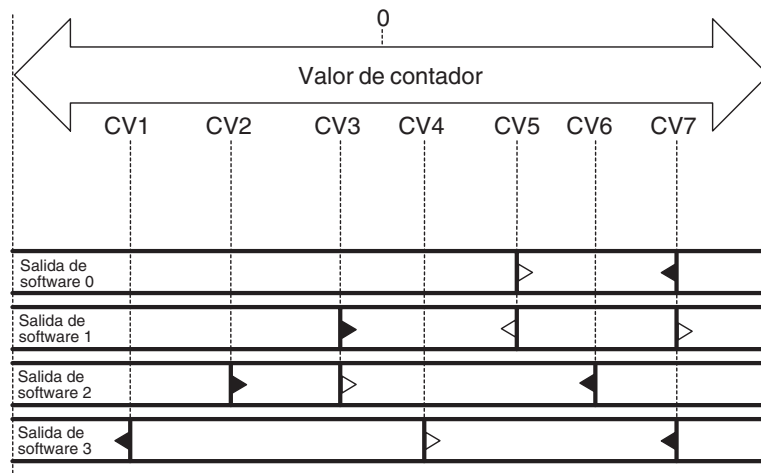 0
Valor de contador
CV1 CV2 CV3 CV4 CV5 CV6 CV7
Salida de
software 0
Salida de
software 1
Salida de
software 2
Salida de
software 3